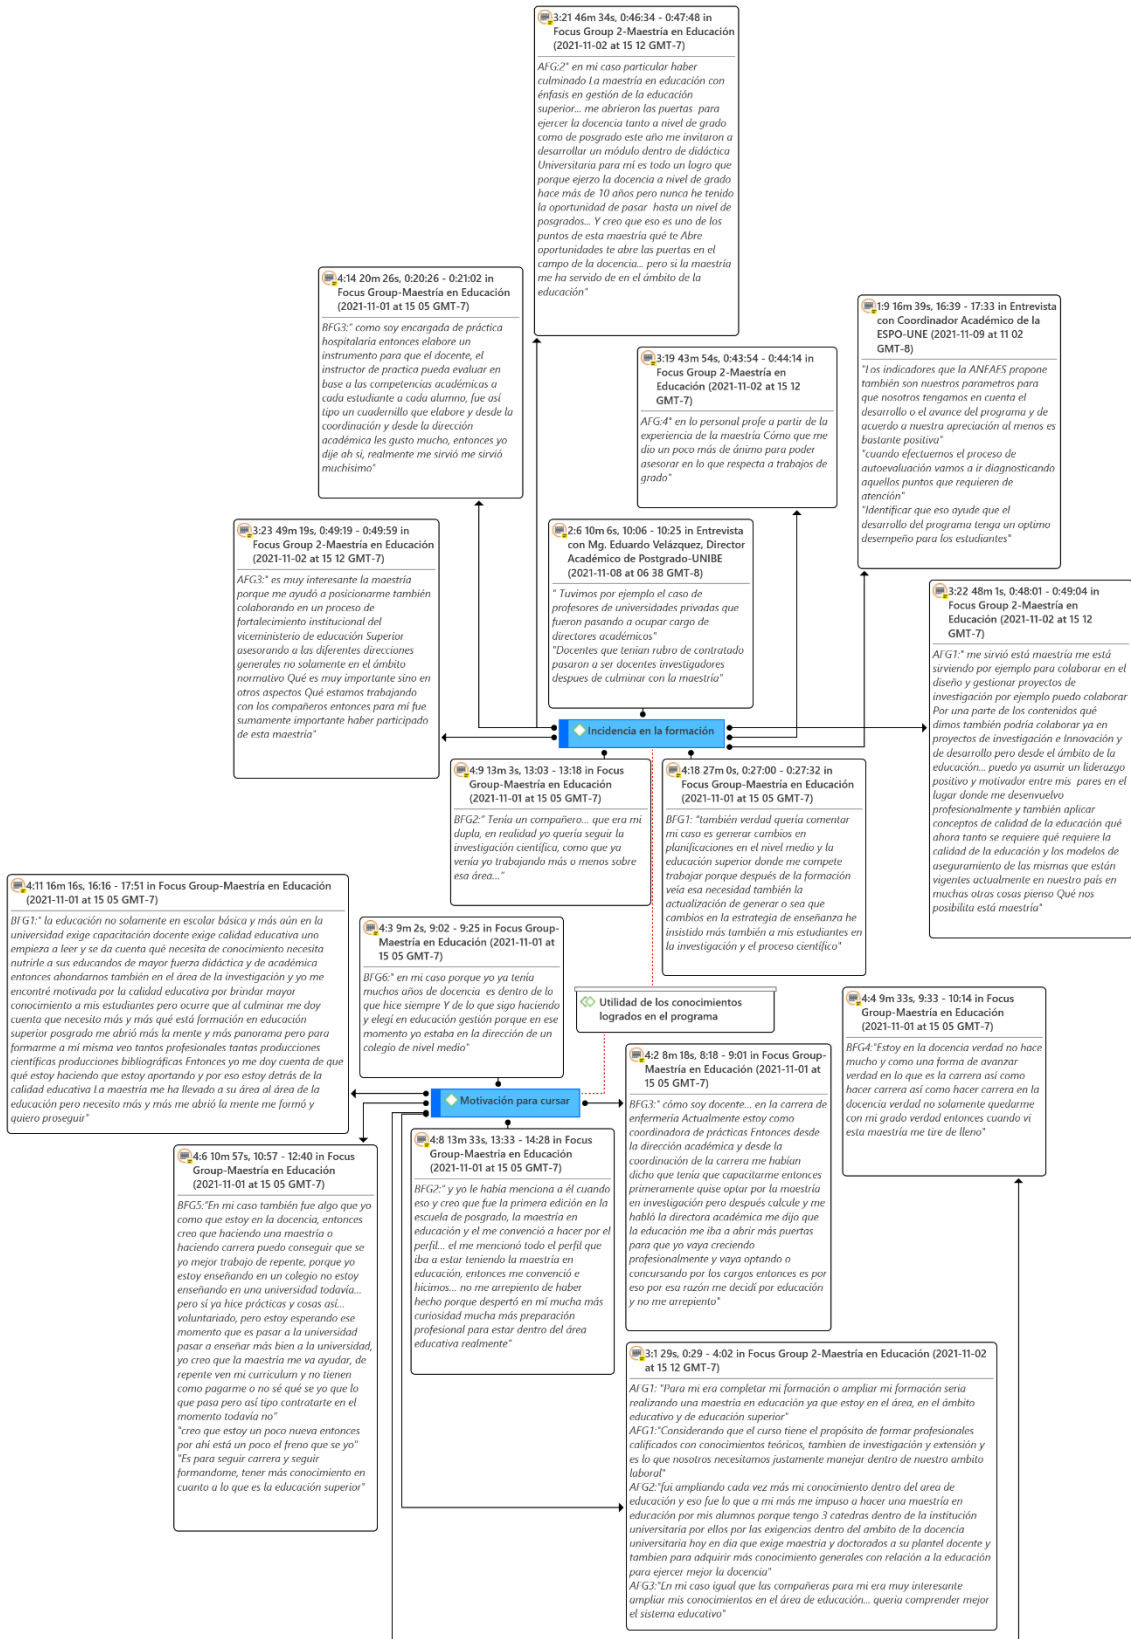 3:21 46m 34s, 0:46:34 - 0:47:48 in
Focus Group 2-Maestría en Educación
(2021-11-02 at 15 12 GMT-7)
AFG:2" en mi caso particular haber
culminado La maestría en educación con
énfasis en gestión de la educación
superior... me abrieron las puertas para
ejercer la docencia tanto a nivel de grado
como de posgrado este año me invitaron a
desarrollar un módulo dentro de didáctica
Universitaria para mí es todo un logro que
porque ejerzo la docencia a nivel de grado
hace más de 10 años pero nunca he tenido
la oportunidad de pasar hasta un nivel de
posgrados... Y creo que eso es uno de los
puntos de esta maestría qué te Abre
oportunidades te abre las puertas en el
campo de la docencia... pero si la maestría
me ha servido de en el ámbito de la
educación"
4:14 20m 26s, 0:20:26 - 0:21:02 in
Focus Group-Maestría en Educación
(2021-11-01 at 15 05 GMT-7)
BFG3:" como soy encargada de práctica
hospitalaria entonces elabore un
instrumento para que el docente, el
instructor de practica pueda evaluar en
base a las competencias académicas a
cada estudiante a cada alumno, fue así
tipo un cuadernillo que elabore y desde la
coordinación y desde la dirección
académica les gusto mucho, entonces yo
dije ah si, realmente me sirvió me sirvió
muchísimo"
3:19 43m 54s, 0:43:54 - 0:44:14 in
Focus Group 2-Maestría en
Educación (2021-11-02 at 15 12
GMT-7)
AFG:4" en lo personal profe a partir de la
experiencia de la maestría Cómo que me
dio un poco más de ánimo para poder
asesorar en lo que respecta a trabajos de
grado"
1:9 16m 39s, 16:39 - 17:33 in Entrevista
con Coordinador Académico de la
ESPO-UNE (2021-11-09 at 11 02
GMT-8)
"Los indicadores que la ANEAES propone
también son nuestros parametros para
que nosotros tengamos en cuenta el
desarrollo o el avance del programa y de
acuerdo a nuestra apreciación al menos es
bastante positiva"
"cuando efectuemos el proceso de
autoevaluación vamos a ir diagnosticando
aquellos puntos que requieren de
atención"
"Identificar que eso ayude que el
desarrollo del programa tenga un optimo
desempeño para los estudiantes"
3:23 49m 19s, 0:49:19 - 0:49:59 in
Focus Group 2-Maestría en Educación
(2021-11-02 at 15 12 GMT-7)
AFG3:" es muy interesante la maestría
porque me ayudó a posicionarme también
colaborando en un proceso de
fortalecimiento institucional del
viceministerio de educación Superior
asesorando a las diferentes direcciones
generales no solamente en el ámbito
normativo Qué es muy importante sino en
otros aspectos Qué estamos trabajando
con los compañeros entonces para mí fue
sumamente importante haber participado
de esta maestría"
2:6 10m 6s, 10:06 - 10:25 in Entrevista
con Mg. Eduardo Velázquez, Director
Académico de Postgrado-UNIBE
(2021-11-08 at 06 38 GMT-8)
" Tuvimos por ejemplo el caso de
profesores de universidades privadas que
fueron pasando a ocupar cargo de
directores académicos"
"Docentes que tenian rubro de contratado
pasaron a ser docentes investigadores
despues de culminar con la maestría"
3:22 48m 1s, 0:48:01 - 0:49:04 in
Focus Group 2-Maestría en
Educación (2021-11-02 at 15 12
GMT-7)
AFG1:" me sirvió está maestría me está
sirviendo por ejemplo para colaborar en el
diseño y gestionar proyectos de
investigación por ejemplo puedo colaborar
Por una parte de los contenidos qué
dimos también podría colaborar ya en
proyectos de investigación e Innovación y
de desarrollo pero desde el ámbito de la
educación... puedo ya asumir un liderazgo
positivo y motivador entre mis pares en el
lugar donde me desenvuelvo
profesionalmente y también aplicar
conceptos de calidad de la educación qué
ahora tanto se requiere qué requiere la
calidad de la educación y los modelos de
aseguramiento de las mismas que están
vigentes actualmente en nuestro país en
muchas otras cosas pienso Qué nos
posibilita está maestría"
Incidencia en la formación
4:9 13m 3s, 13:03 - 13:18 in Focus
Group-Maestría en Educación
(2021-11-01 at 15 05 GMT-7)
BFG2:" Tenía un compañero... que era mi
dupla, en realidad yo quería seguir la
investigación científica, como que ya
venía yo trabajando más o menos sobre
esa área..."
4:18 27m 0s, 0:27:00 - 0:27:32 in
Focus Group-Maestría en Educación
(2021-11-01 at 15 05 GMT-7)
BFG1: "también verdad quería comentar
mi caso es generar cambios en
planificaciones en el nivel medio y la
educación superior donde me compete
trabajar porque después de la formación
veía esa necesidad también la
actualización de generar o sea que
cambios en la estrategia de enseñanza he
insistido más también a mis estudiantes
en la investigación y el proceso científico"
4:11 16m 16s, 16:16 - 17:51 in Focus Group-Maestría en Educación
(2021-11-01 at 15 05 GMT-7)
BFG1:" la educación no solamente en escolar básica y más aún en la
universidad exige capacitación docente exige calidad educativa uno
empieza a leer y se da cuenta qué necesita de conocimiento necesita
nutrirle a sus educandos de mayor fuerza didáctica y de académica
entonces ahondarnos también en el área de la investigación y yo me
encontré motivada por la calidad educativa por brindar mayor
conocimiento a mis estudiantes pero ocurre que al culminar me doy
cuenta que necesito más y más qué está formación en educación
superior posgrado me abrió más la mente y más panorama pero para
formarme a mí misma veo tantos profesionales tantas producciones
científicas producciones bibliográficas Entonces yo me doy cuenta de que
qué estoy haciendo que estoy aportando y por eso estoy detrás de la
calidad educativa La maestría me ha llevado a su área al área de la
educación pero necesito más y más me abrió la mente me formó y
quiero proseguir"
4:3 9m 2s, 9:02 - 9:25 in Focus Group-
Maestría en Educación (2021-11-01 at
15 05 GMT-7)
BFG6:" en mi caso porque yo ya tenía
muchos años de docencia es dentro de lo
que hice siempre Y de lo que sigo haciendo
y elegí en educación gestión porque en ese
momento yo estaba en la dirección de un
colegio de nivel medio"
Utilidad de los conocimientos
logrados en el programa
4:4 9m 33s, 9:33 - 10:14 in Focus
Group-Maestría en Educación
(2021-11-01 at 15 05 GMT-7)
BFG4:"Estoy en la docencia verdad no hace
mucho y como una forma de avanzar
verdad en lo que es la carrera así como
hacer carrera así como hacer carrera en la
docencia verdad no solamente quedarme
con mi grado verdad entonces cuando vi
esta maestría me tire de lleno"
Motivación para cursar
4:2 8m 18s, 8:18 - 9:01 in Focus Group-
Maestría en Educación (2021-11-01 at
15 05 GMT-7)
BFG3:" cómo soy docente... en la carrera de
enfermería Actualmente estoy como
coordinadora de prácticas Entonces desde
la dirección académica y desde la
coordinación de la carrera me habían
dicho que tenía que capacitarme entonces
primeramente quise optar por la maestría
en investigación pero después calcule y me
habló la directora académica me dijo que
la educación me iba a abrir más puertas
para que yo vaya creciendo
profesionalmente y vaya optando o
concursando por los cargos entonces es por
eso por esa razón me decidí por educación
y no me arrepiento"
4:6 10m 57s, 10:57 - 12:40 in Focus
Group-Maestría en Educación
(2021-11-01 at 15 05 GMT-7)
BFG5:"En mi caso también fue algo que yo
como que estoy en la docencia, entonces
creo que haciendo una maestría o
haciendo carrera puedo conseguir que se
yo mejor trabajo de repente, porque yo
estoy enseñando en un colegio no estoy
enseñando en una universidad todavía...
pero sí ya hice prácticas y cosas así...
voluntariado, pero estoy esperando ese
momento que es pasar a la universidad
pasar a enseñar más bien a la universidad,
yo creo que la maestría me va ayudar, de
repente ven mi curriculum y no tienen
como pagarme o no sé qué se yo que lo
que pasa pero así tipo contratarte en el
momento todavía no"
"creo que estoy un poco nueva entonces
por ahí está un poco el freno que se yo"
"Es para seguir carrera y seguir
formandome, tener más conocimiento en
cuanto a lo que es la educación superior"
4:8 13m 33s, 13:33 - 14:28 in Focus
Group-Maestría en Educación
(2021-11-01 at 15 05 GMT-7)
BFG2:" y yo le había menciona a él cuando
eso y creo que fue la primera edición en la
escuela de posgrado, la maestría en
educación y el me convenció a hacer por el
perfil... el me mencionó todo el perfil que
iba a estar teniendo la maestría en
educación, entonces me convenció e
hicimos... no me arrepiento de haber
hecho porque despertó en mí mucha más
curiosidad mucha más preparación
profesional para estar dentro del área
educativa realmente"
3:1 29s, 0:29 - 4:02 in Focus Group 2-Maestría en Educación (2021-11-02
at 15 12 GMT-7)
AFG1: "Para mi era completar mi formación o ampliar mi formación seria
realizando una maestría en educación ya que estoy en el área, en el ámbito
educativo y de educación superior"
AFG1:"Considerando que el curso tiene el propósito de formar profesionales
calificados con conocimientos teóricos, tambien de investigación y extensión y
es lo que nosotros necesitamos justamente manejar dentro de nuestro ambito
laboral"
AFG2:"fui ampliando cada vez más mi conocimiento dentro del area de
educación y eso fue lo que a mi más me impuso a hacer una maestría en
educación por mis alumnos porque tengo 3 catedras dentro de la institución
universitaria por ellos por las exigencias dentro del ambito de la docencia
universitaria hoy en dia que exige maestría y doctorados a su plantel docente y
tambien para adquirir más conocimiento generales con relación a la educación
para ejercer mejor la docencia"
AFG3:"En mi caso igual que las compañeras para mi era muy interesante
ampliar mis conocimientos en el área de educación... queria comprender mejor
el sistema educativo"